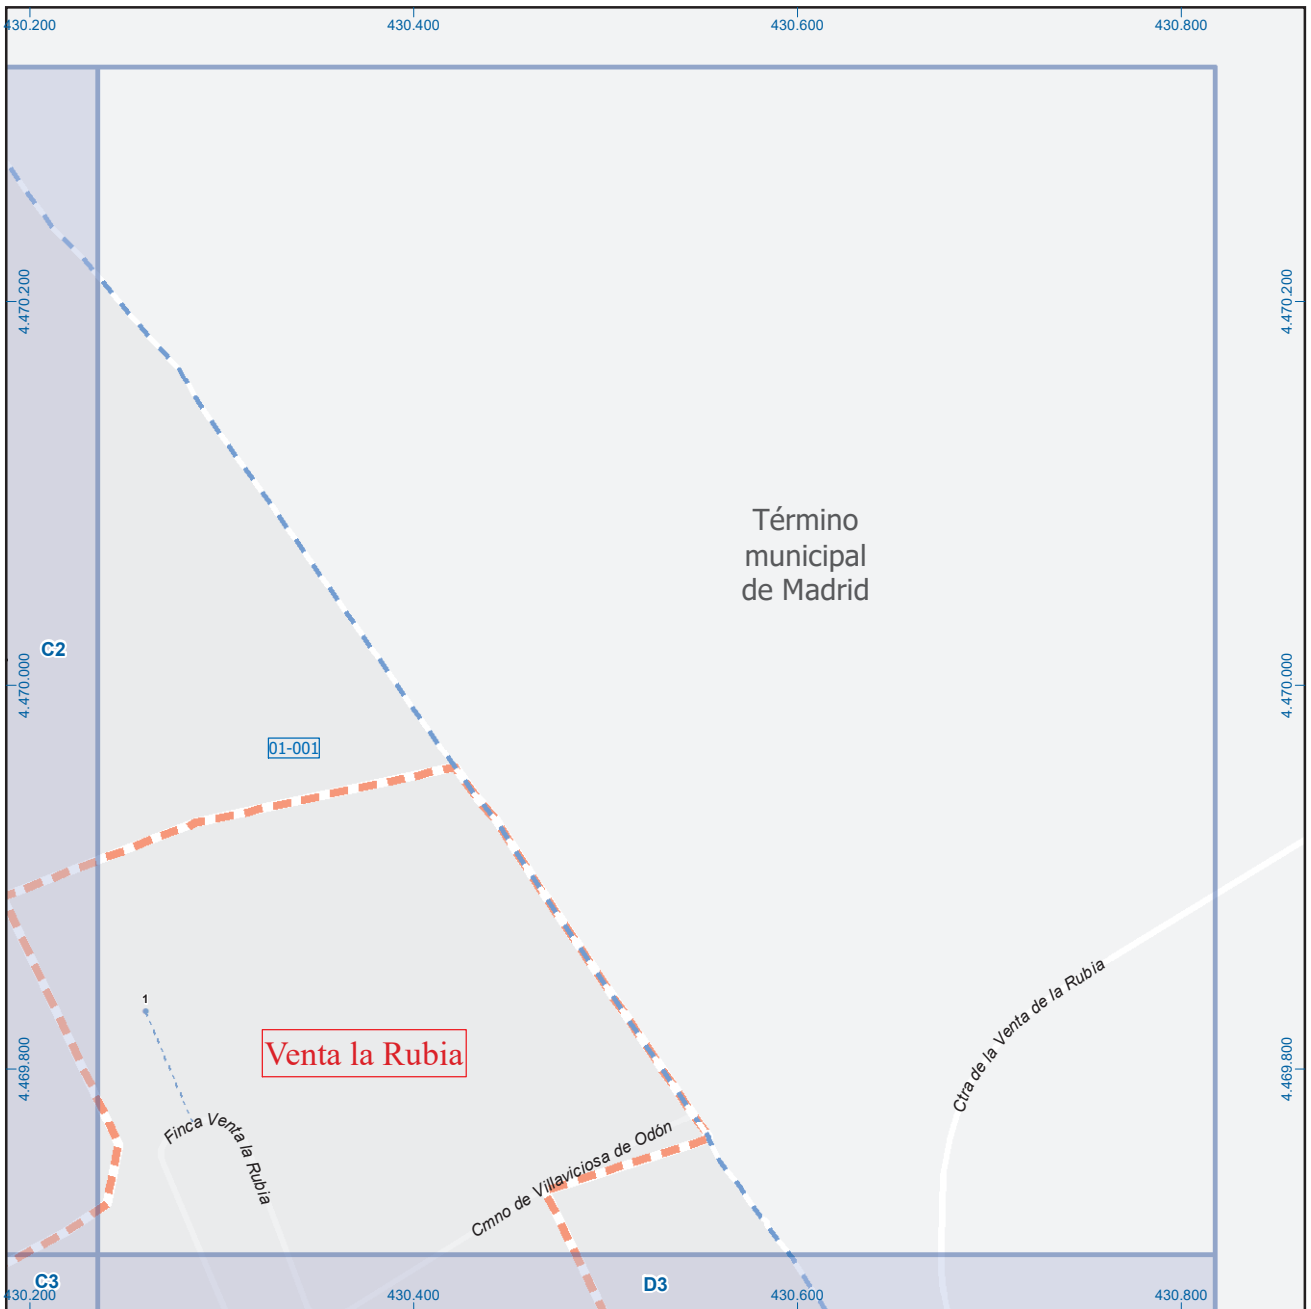 430.200
430.400
430.600
430.800
4.470.200
4.470.200
Término
municipal
de Madrid
C2
4.470.000
4.470.000
01-001
Ctra de la Venta de la Rubia
1
Venta la Rubia
4.469.800
4.469.800
Finca Venta la Rubia
Cmno de Villaviciosa de Odón
C3
D3
430.200
430.400
430.600
430.800